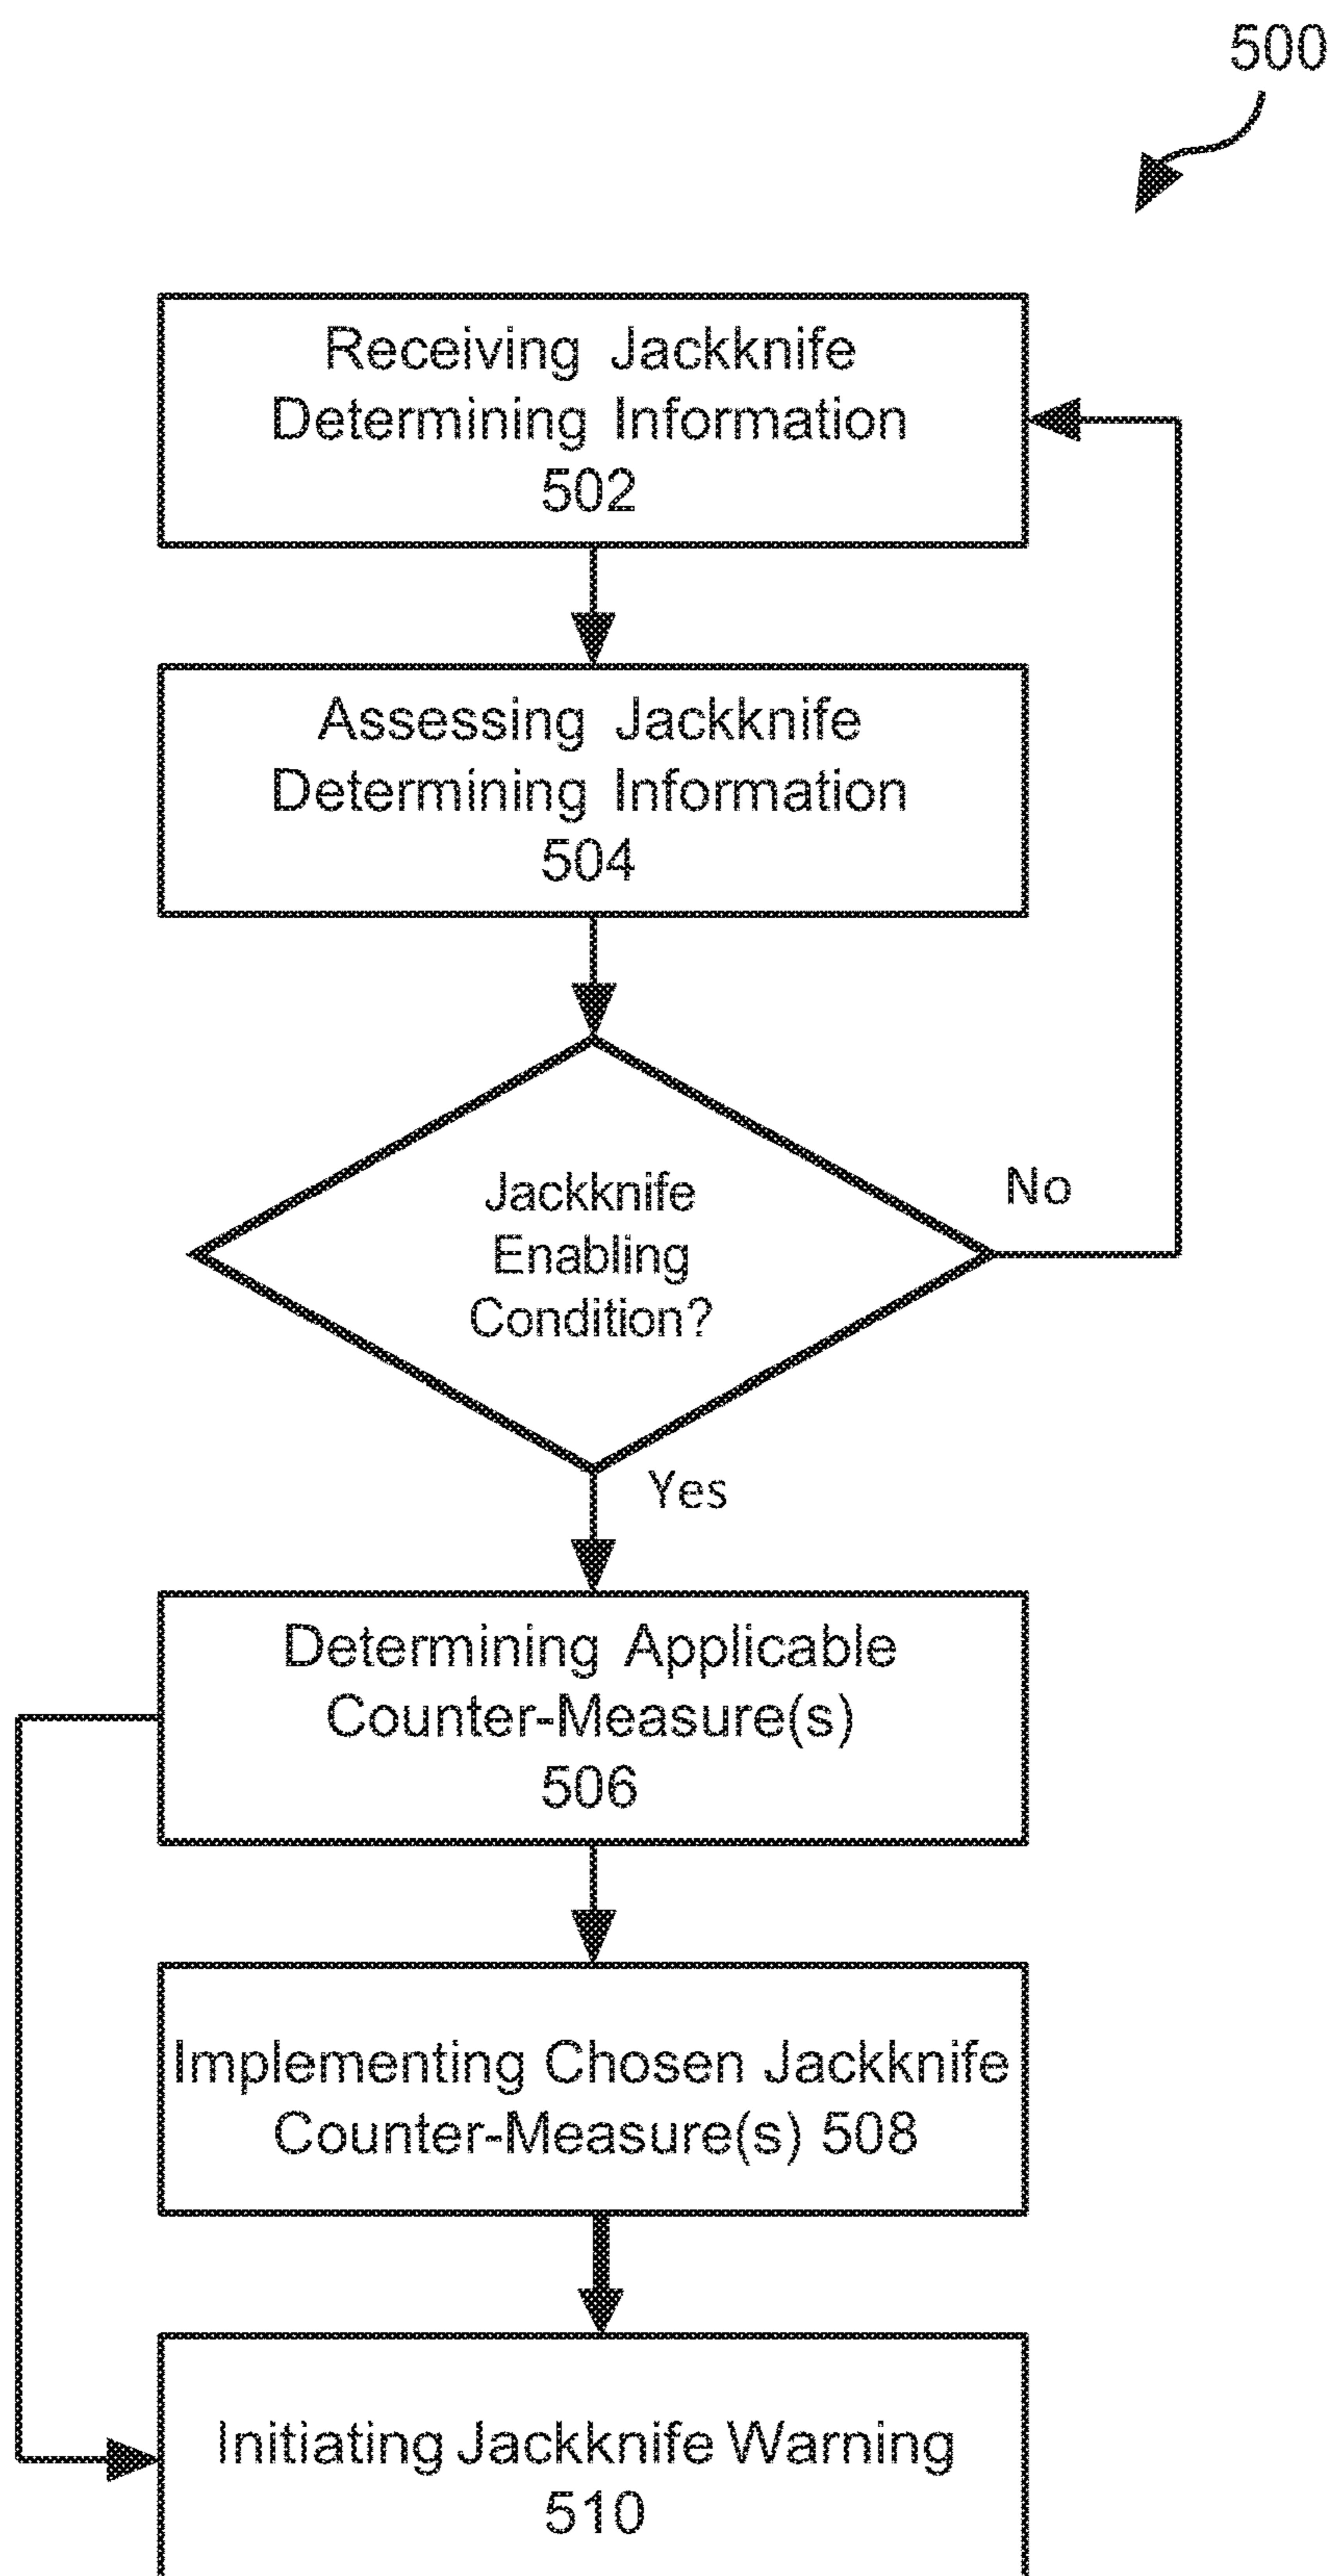 500
Receiving Jackknife
Determining Information
502
Assessing Jackknife
Determining Information
504
Jackknife
Enabling
Condition?
No
Yes
Determining Applicable
Counter-Measure(s)
506
Implementing Chosen Jackknife
Counter-Measure(s) 508
Initiating Jackknife Warning
510